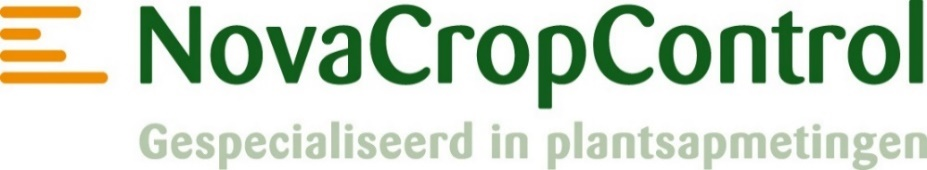 NovaCropControl
Gespecialiseerd in plantsapmetingen